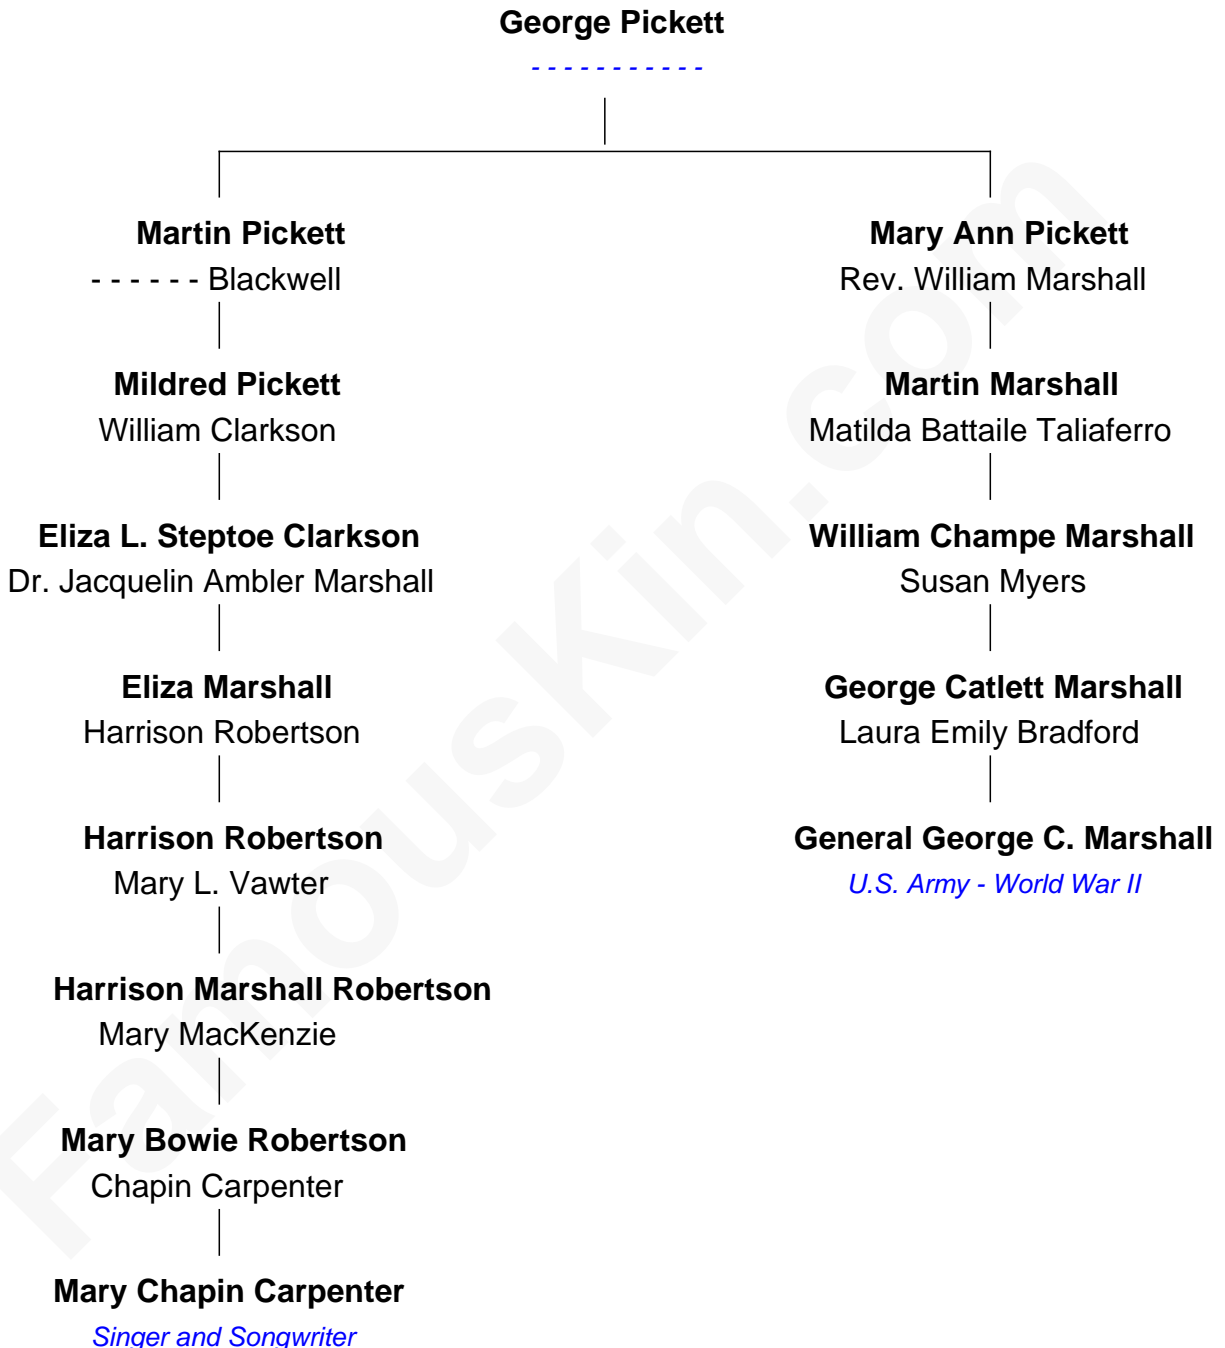 George Pickett
- - - - - - - - - - -
Martin Pickett
- - - - - - Blackwell
Mary Ann Pickett
Rev. William Marshall
Mildred Pickett
William Clarkson
Martin Marshall
Matilda Battaile Taliaferro
Eliza L. Steptoe Clarkson
Dr. Jacquelin Ambler Marshall
William Champe Marshall
Susan Myers
Eliza Marshall
Harrison Robertson
George Catlett Marshall
Laura Emily Bradford
Harrison Robertson
Mary L. Vawter
General George C. Marshall
U.S. Army - World War II
Harrison Marshall Robertson
Mary MacKenzie
Mary Bowie Robertson
Chapin Carpenter
Mary Chapin Carpenter
Singer and Songwriter
FamousKin.com